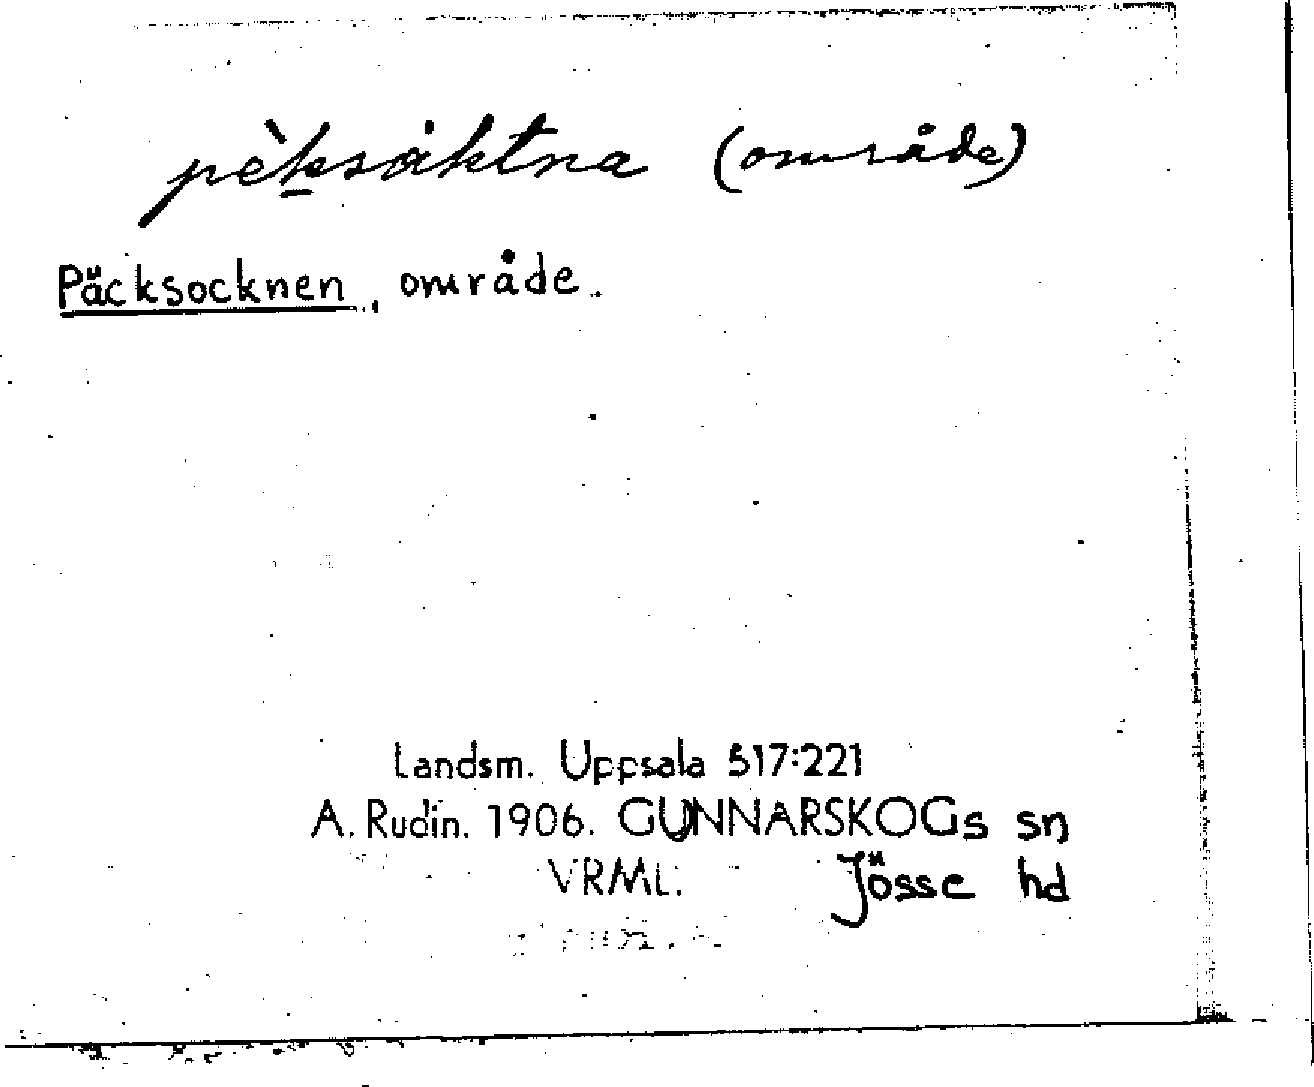 pèksåktna (område)
Päcksocknen, område.
Landsm. Uppsala 517:221
A. Rudin. 1906. GUNNARSKOGs sn
VRML. Jösse hd